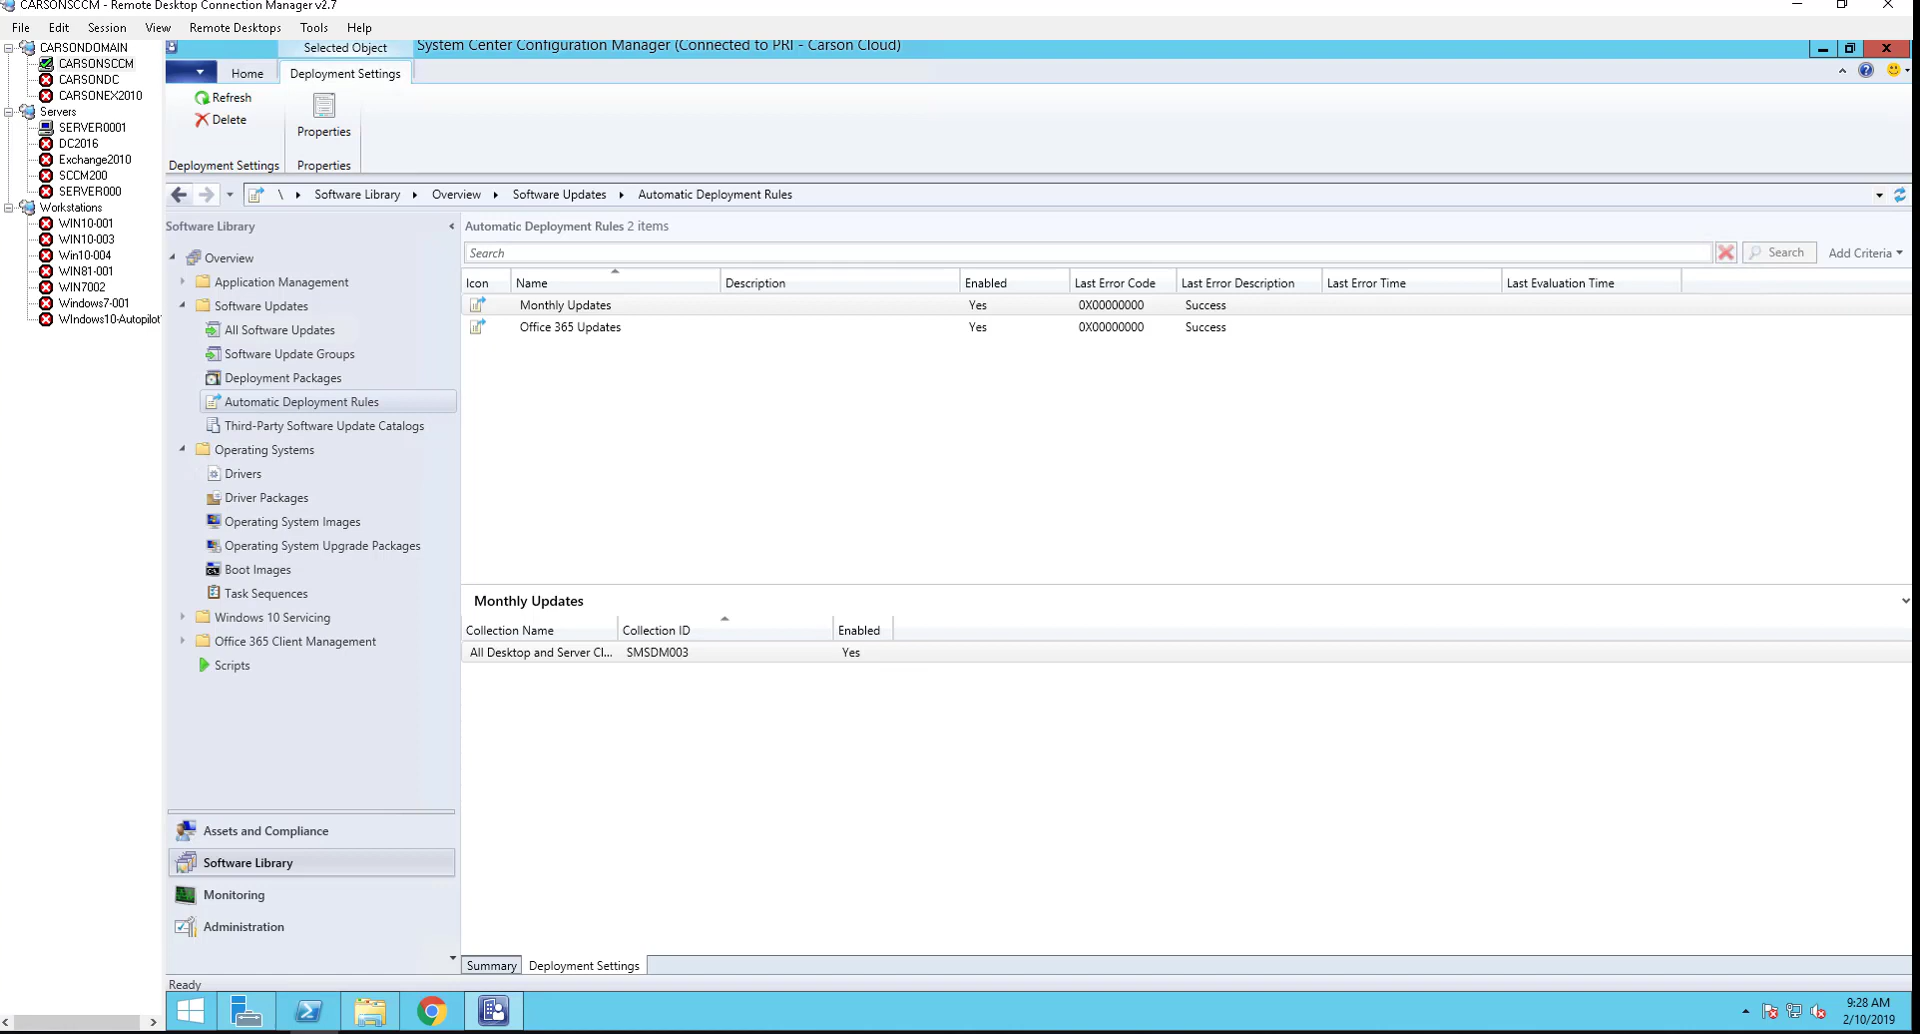 CARSONSCCM - Remote Desktop Connection Manager v2.7
File Edit Session View Remote Desktops Tools Help
CARSONDOMAIN
CARSONSCCM
CARSONDC
CARSONEX2010
Servers
SERVER0001
DC2016
Exchange2010
SCCM200
SERVER000
Workstations
WIN10-001
WIN10-003
Win10-004
WIN81-001
WIN7002
Windows7-001
WIndows10-Autopilot
Selected Object
System Center Configuration Manager (Connected to PRI - Carson Cloud)
Home Deployment Settings
Refresh
Delete
Properties
Deployment Settings Properties
\ Software Library Overview Software Updates Automatic Deployment Rules
Software Library
Overview
Application Management
Software Updates
All Software Updates
Software Update Groups
Deployment Packages
Automatic Deployment Rules
Third-Party Software Update Catalogs
Operating Systems
Drivers
Driver Packages
Operating System Images
Operating System Upgrade Packages
Boot Images
Task Sequences
Windows 10 Servicing
Office 365 Client Management
Scripts
Assets and Compliance
Software Library
Monitoring
Administration
Automatic Deployment Rules 2 items
Search Search Add Criteria
Icon Name Description Enabled Last Error Code Last Error Description Last Error Time Last Evaluation Time
Monthly Updates Yes 0X00000000 Success
Office 365 Updates Yes 0X00000000 Success
Monthly Updates
Collection Name Collection ID Enabled
All Desktop and Server Cl... SMSDM003 Yes
Summary Deployment Settings
Ready
9:28 AM
2/10/2019